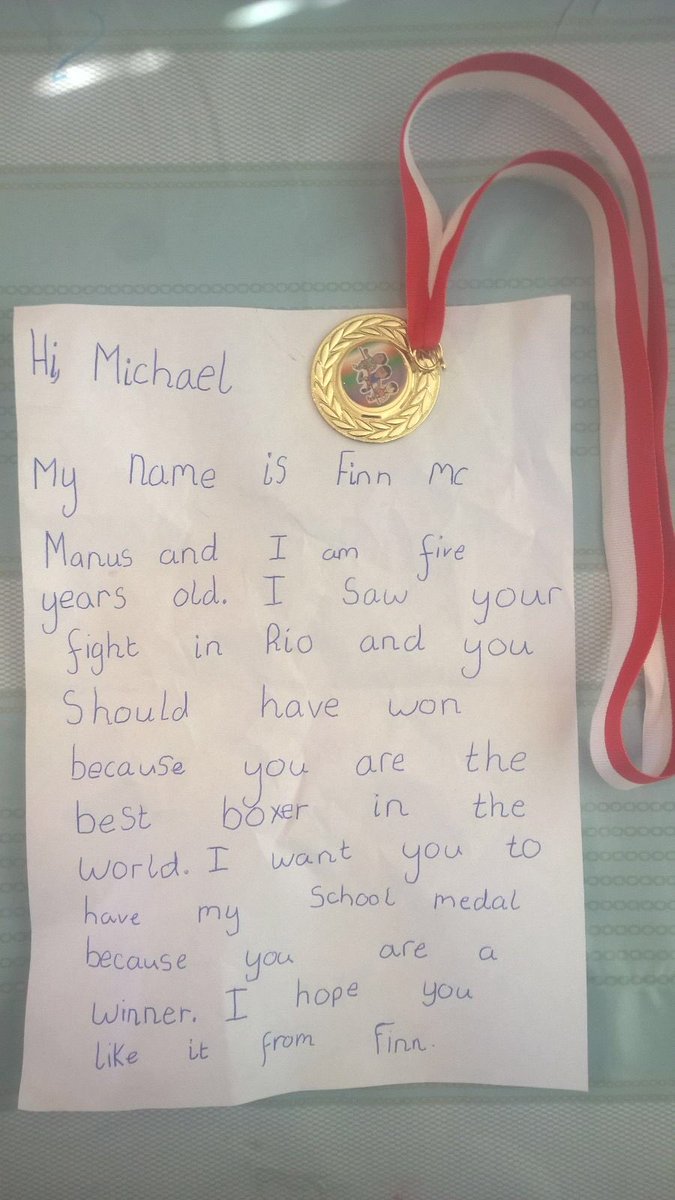 Hi, Michael
My name is Finn Mc
Manus and I am five
years old. I saw your
fight in Rio and you
Should have won
because you are the
best boxer in the
world. I want you to
have my School medal
because you are a
winner. I hope you
like it from Finn.